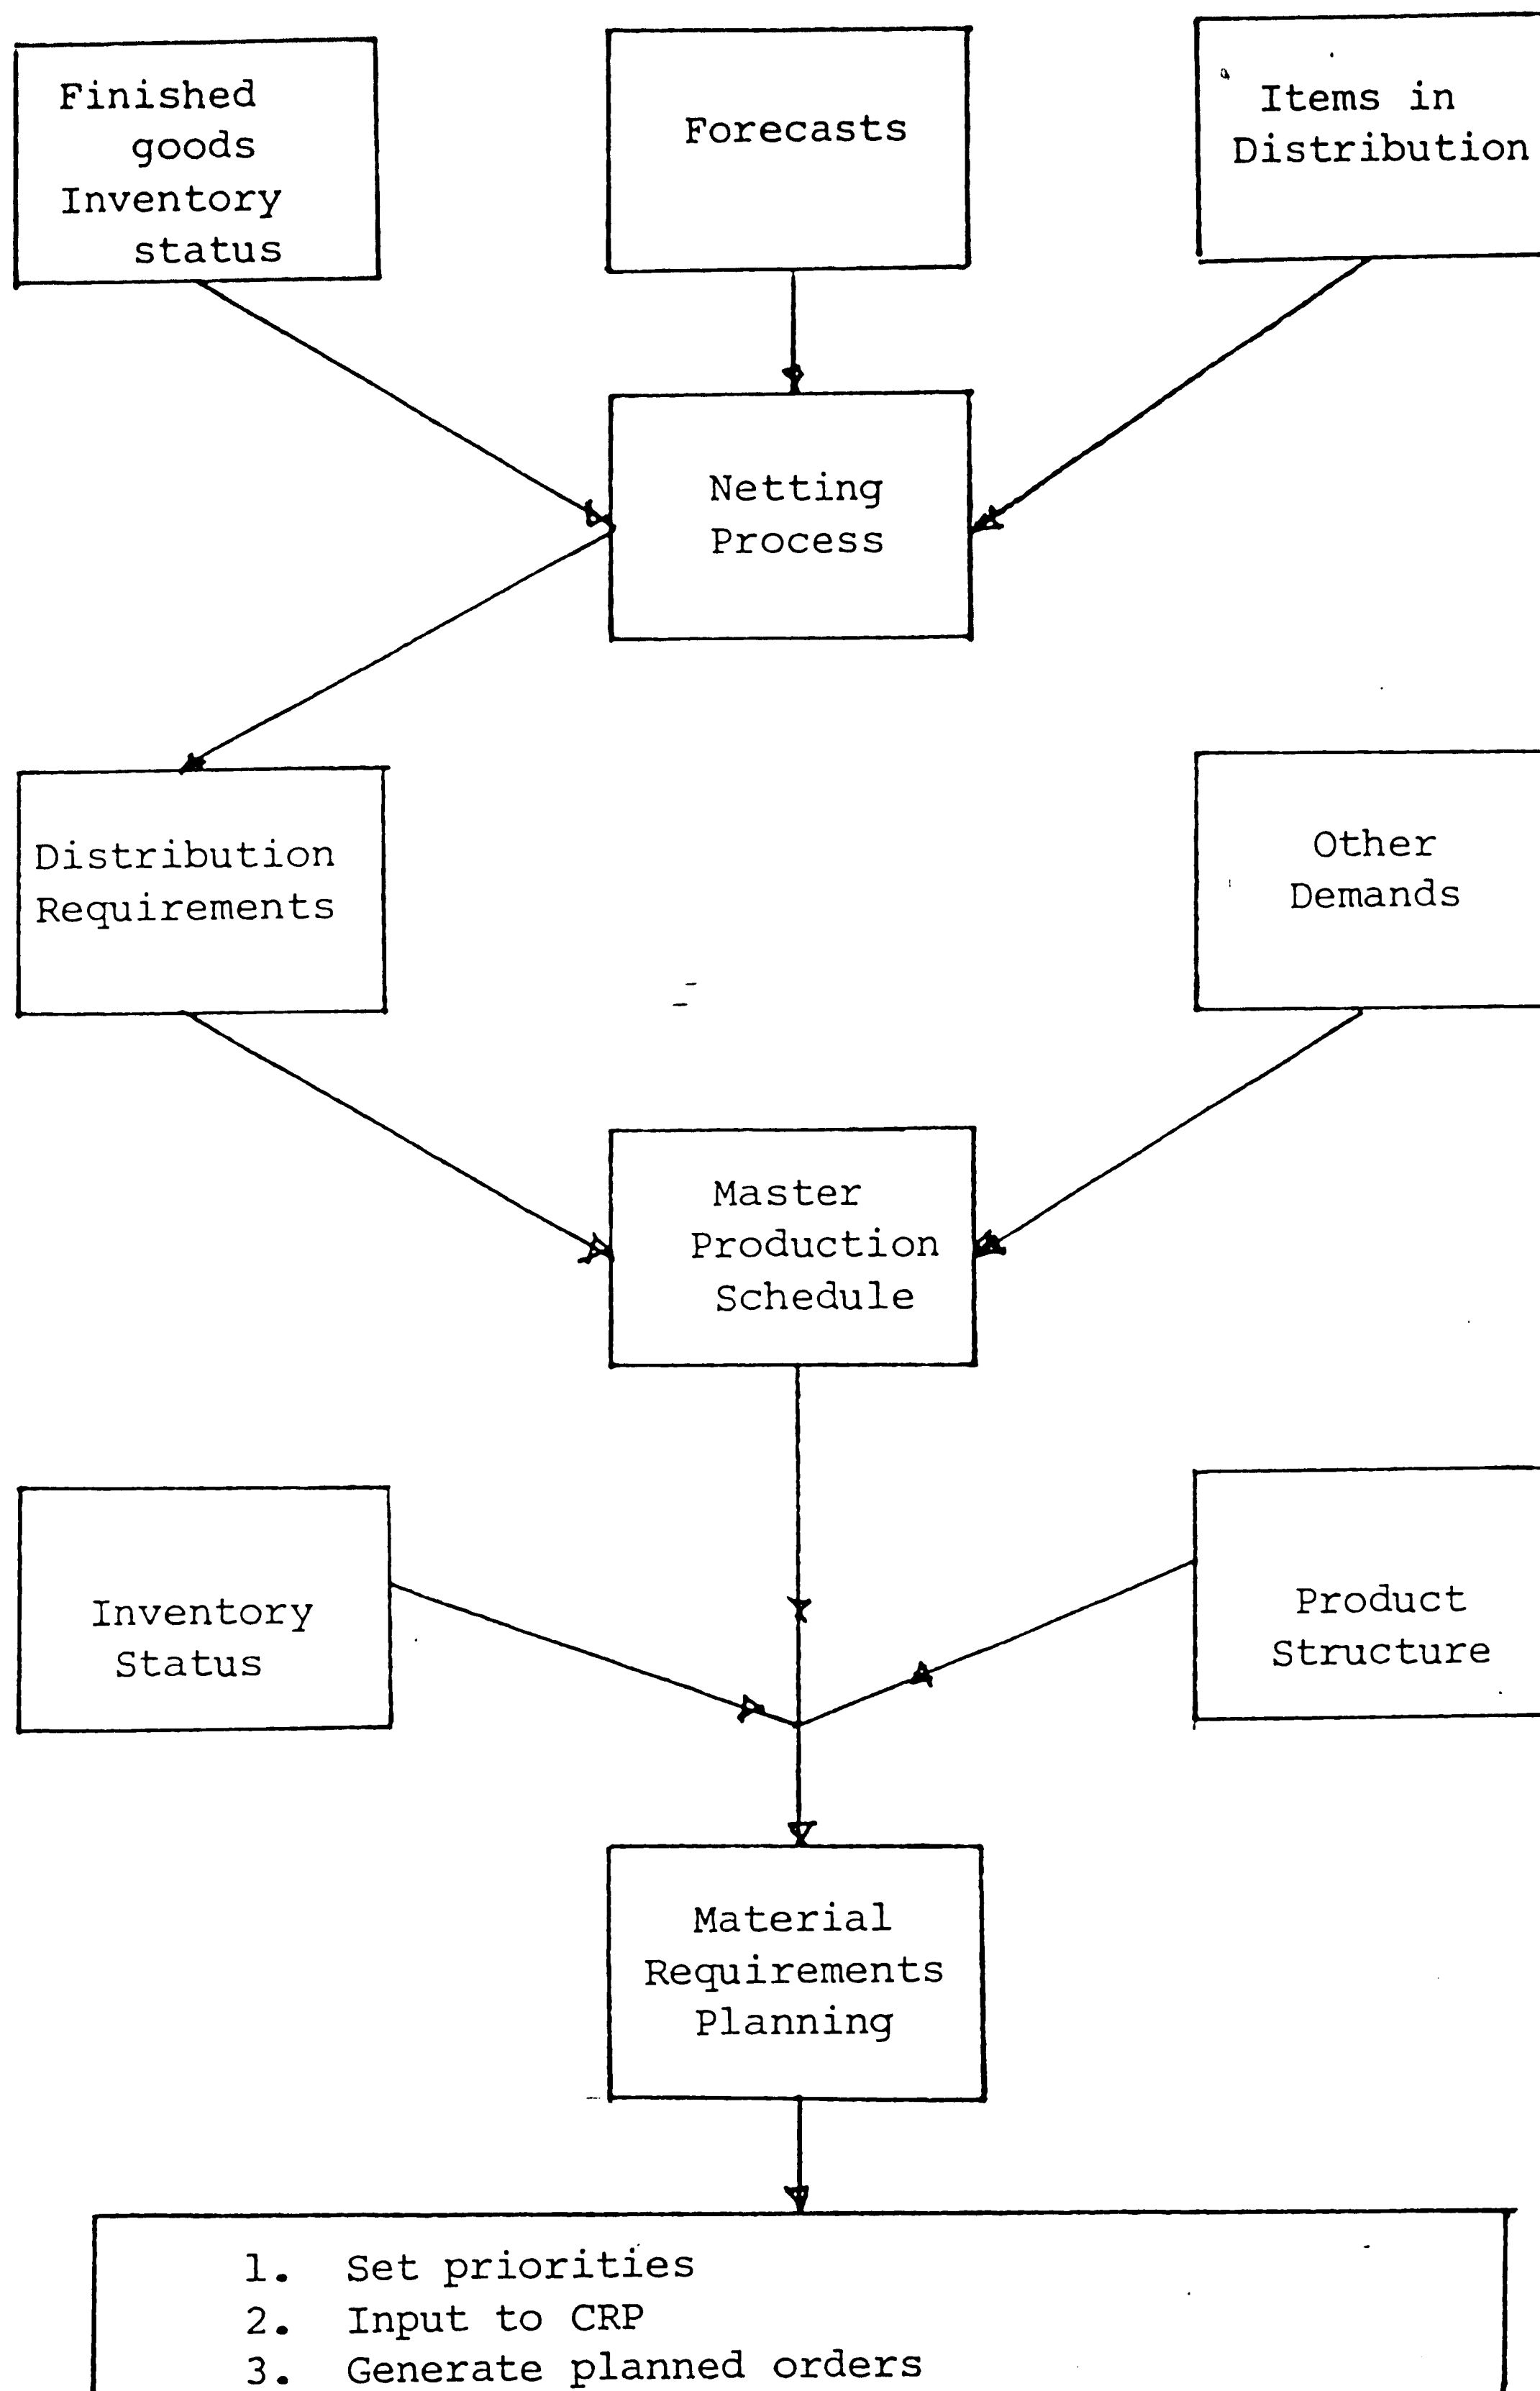 Finished
goods
Inventory
status
Forecasts
Items in
Distribution
Netting
Process
Distribution
Requirements
Other
Demands
Master
Production
Schedule
Inventory
Status
Product
Structure
Material
Requirements
Planning
1. Set priorities
2. Input to CRP
3. Generate planned orders